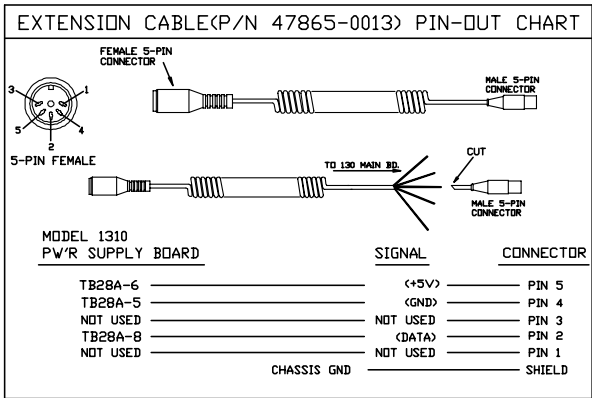 EXTENSION CABLE(P/N 47865-0013) PIN-OUT CHART
FEMALE 5-PIN
CONNECTOR
MALE 5-PIN
CONNECTOR
3
1
5
4
2
5-PIN FEMALE
TO 130 MAIN BD.
CUT
MALE 5-PIN
CONNECTOR
MODEL 1310
PW'R SUPPLY BOARD SIGNAL CONNECTOR
TB28A-6 (+5V) PIN 5
TB28A-5 (GND) PIN 4
NOT USED NOT USED PIN 3
TB28A-8 (DATA) PIN 2
NOT USED NOT USED PIN 1
CHASSIS GND SHIELD